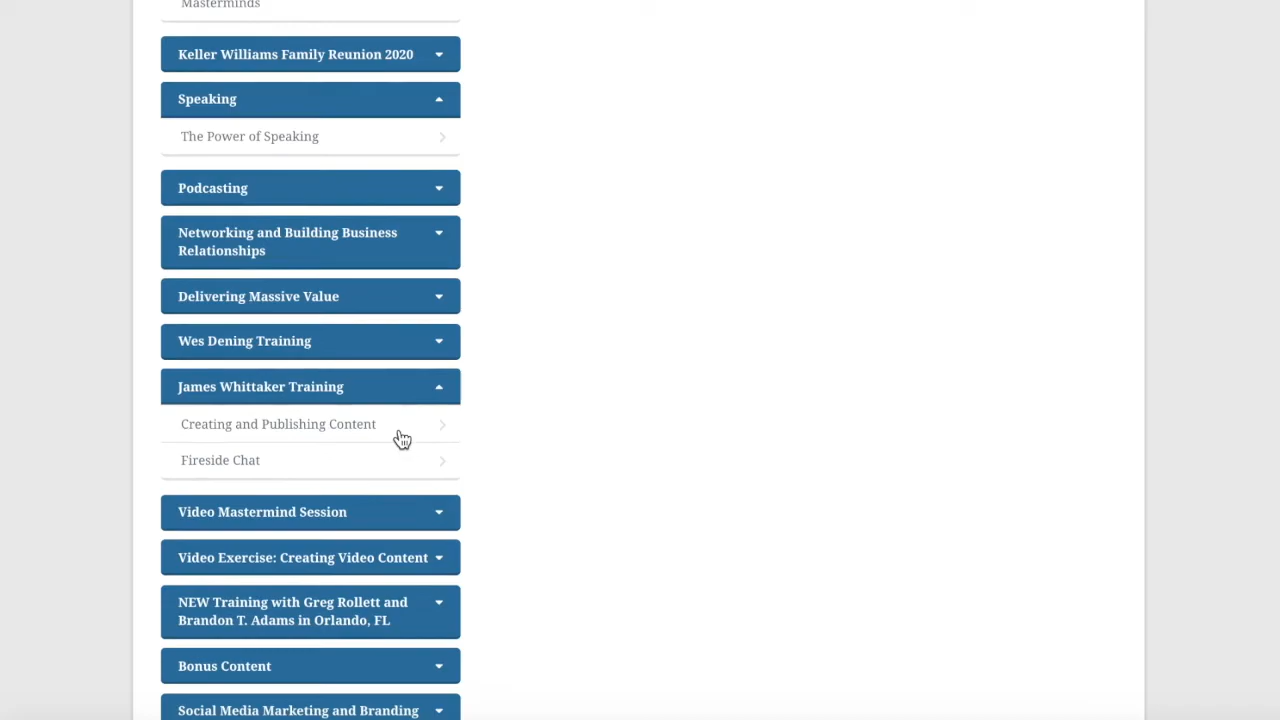 Masterminds
Keller Williams Family Reunion 2020
Speaking
The Power of Speaking
Podcasting
Networking and Building Business
Relationships
Delivering Massive Value
Wes Dening Training
James Whittaker Training
Creating and Publishing Content
Fireside Chat
Video Mastermind Session
Video Exercise: Creating Video Content
NEW Training with Greg Rollett and
Brandon T. Adams in Orlando, FL
Bonus Content
Social Media Marketing and Branding